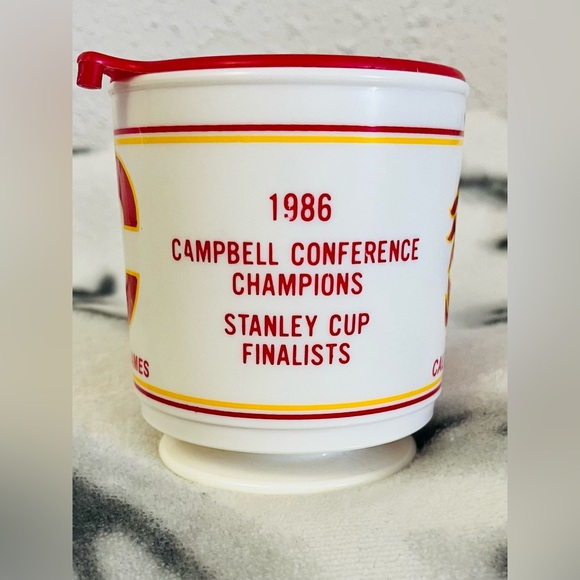 1986
CAMPBELL CONFERENCE
CHAMPIONS
STANLEY CUP
FINALISTS